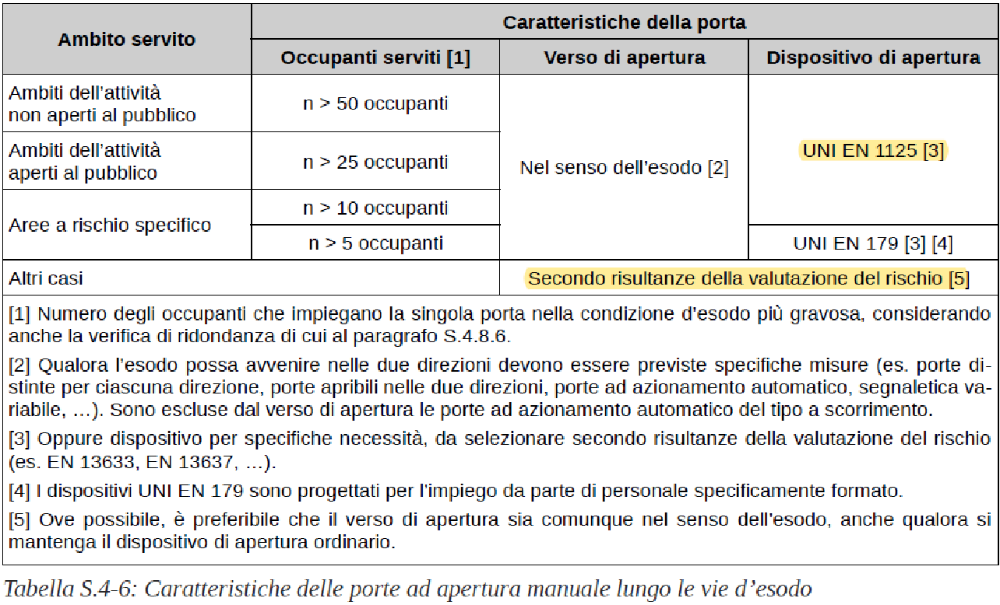 Ambito servito
Caratteristiche della porta
Occupanti serviti [1]
Verso di apertura
Dispositivo di apertura
Ambiti dell’attività
non aperti al pubblico
n > 50 occupanti
Nel senso dell’esodo [2]
UNI EN 1125 [3]
Ambiti dell’attività
aperti al pubblico
n > 25 occupanti
Aree a rischio specifico
n > 10 occupanti
n > 5 occupanti
UNI EN 179 [3] [4]
Altri casi
Secondo risultanze della valutazione del rischio [5]
[1] Numero degli occupanti che impiegano la singola porta nella condizione d’esodo più gravosa, considerando
anche la verifica di ridondanza di cui al paragrafo S.4.8.6.
[2] Qualora l’esodo possa avvenire nelle due direzioni devono essere previste specifiche misure (es. porte di-
stinte per ciascuna direzione, porte apribili nelle due direzioni, porte ad azionamento automatico, segnaletica va-
riabile, …). Sono escluse dal verso di apertura le porte ad azionamento automatico del tipo a scorrimento.
[3] Oppure dispositivo per specifiche necessità, da selezionare secondo risultanze della valutazione del rischio
(es. EN 13633, EN 13637, …).
[4] I dispositivi UNI EN 179 sono progettati per l’impiego da parte di personale specificamente formato.
[5] Ove possibile, è preferibile che il verso di apertura sia comunque nel senso dell’esodo, anche qualora si
mantenga il dispositivo di apertura ordinario.
Tabella S.4-6: Caratteristiche delle porte ad apertura manuale lungo le vie d’esodo